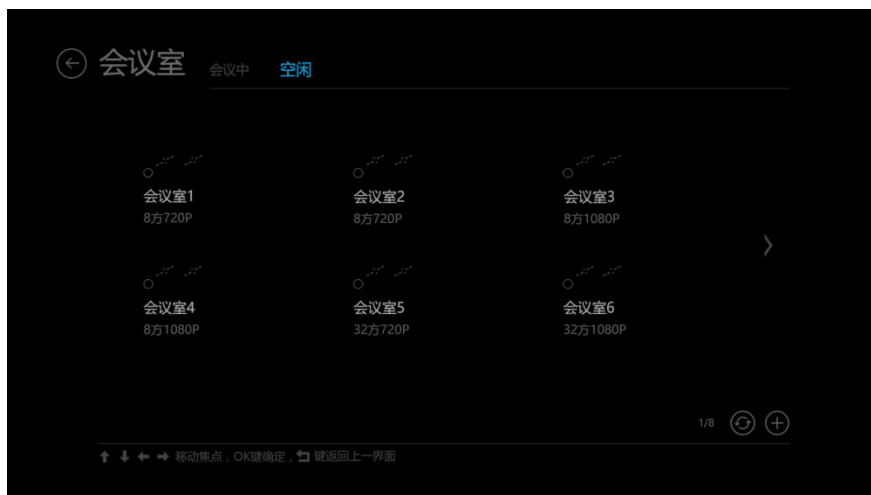 会议室 会议中 空闲
会议室1 会议室2 会议室3
8方720P 8方720P 8方1080P
会议室4 会议室5 会议室6
8方1080P 32方720P 32方1080P
1/8
移动焦点，OK键确定，键返回上一界面